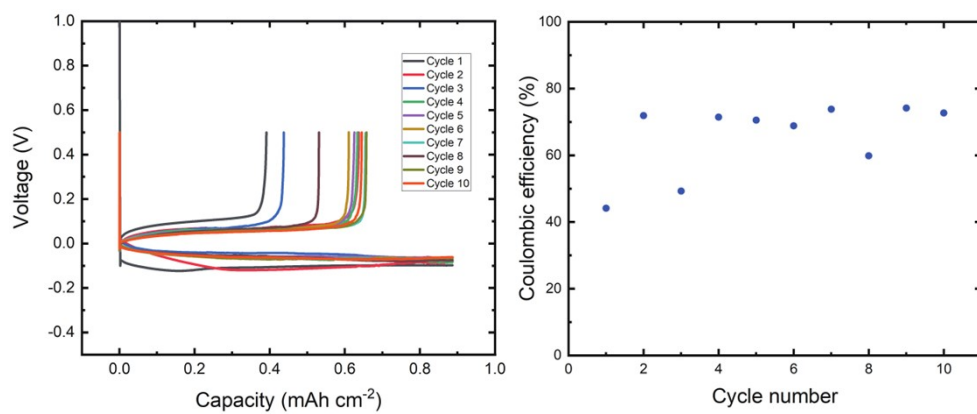 1.0
0.8
0.6
0.4
0.2
0.0
-0.2
-0.4
Voltage (V)
0.0 0.2 0.4 0.6 0.8 1.0
Capacity (mAh cm⁻²)
Cycle 1
Cycle 2
Cycle 3
Cycle 4
Cycle 5
Cycle 6
Cycle 7
Cycle 8
Cycle 9
Cycle 10
100
80
60
40
20
0
Coulombic efficiency (%)
0 2 4 6 8 10
Cycle number